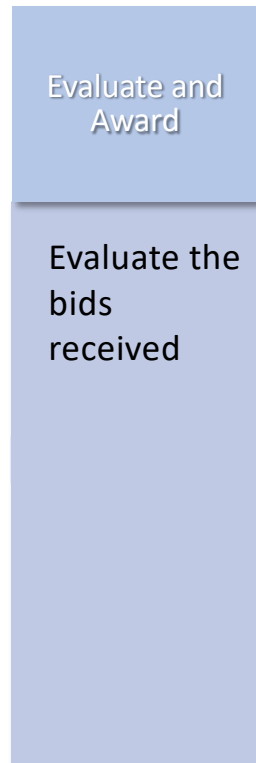 Evaluate and
Award
Evaluate the
bids
received